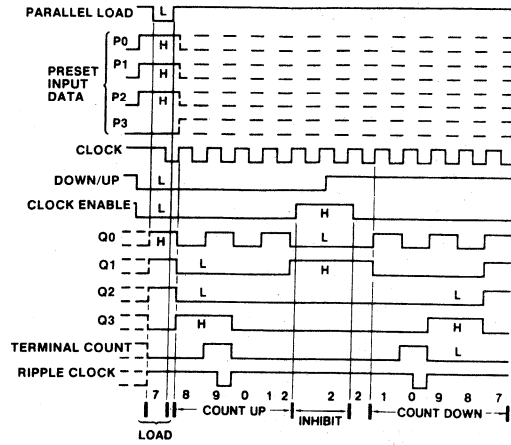 PARALLEL LOAD L
P0 H
PRESET
INPUT
DATA
P1 H
P2 H
P3
CLOCK
DOWN/UP L
CLOCK ENABLE L H
Q0 H L
Q1 L H
Q2 L L
Q3 H H
TERMINAL COUNT L
RIPPLE CLOCK
7 8 9 0 1 2 2 2 1 0 9 8 7
COUNT UP INHIBIT COUNT DOWN
LOAD